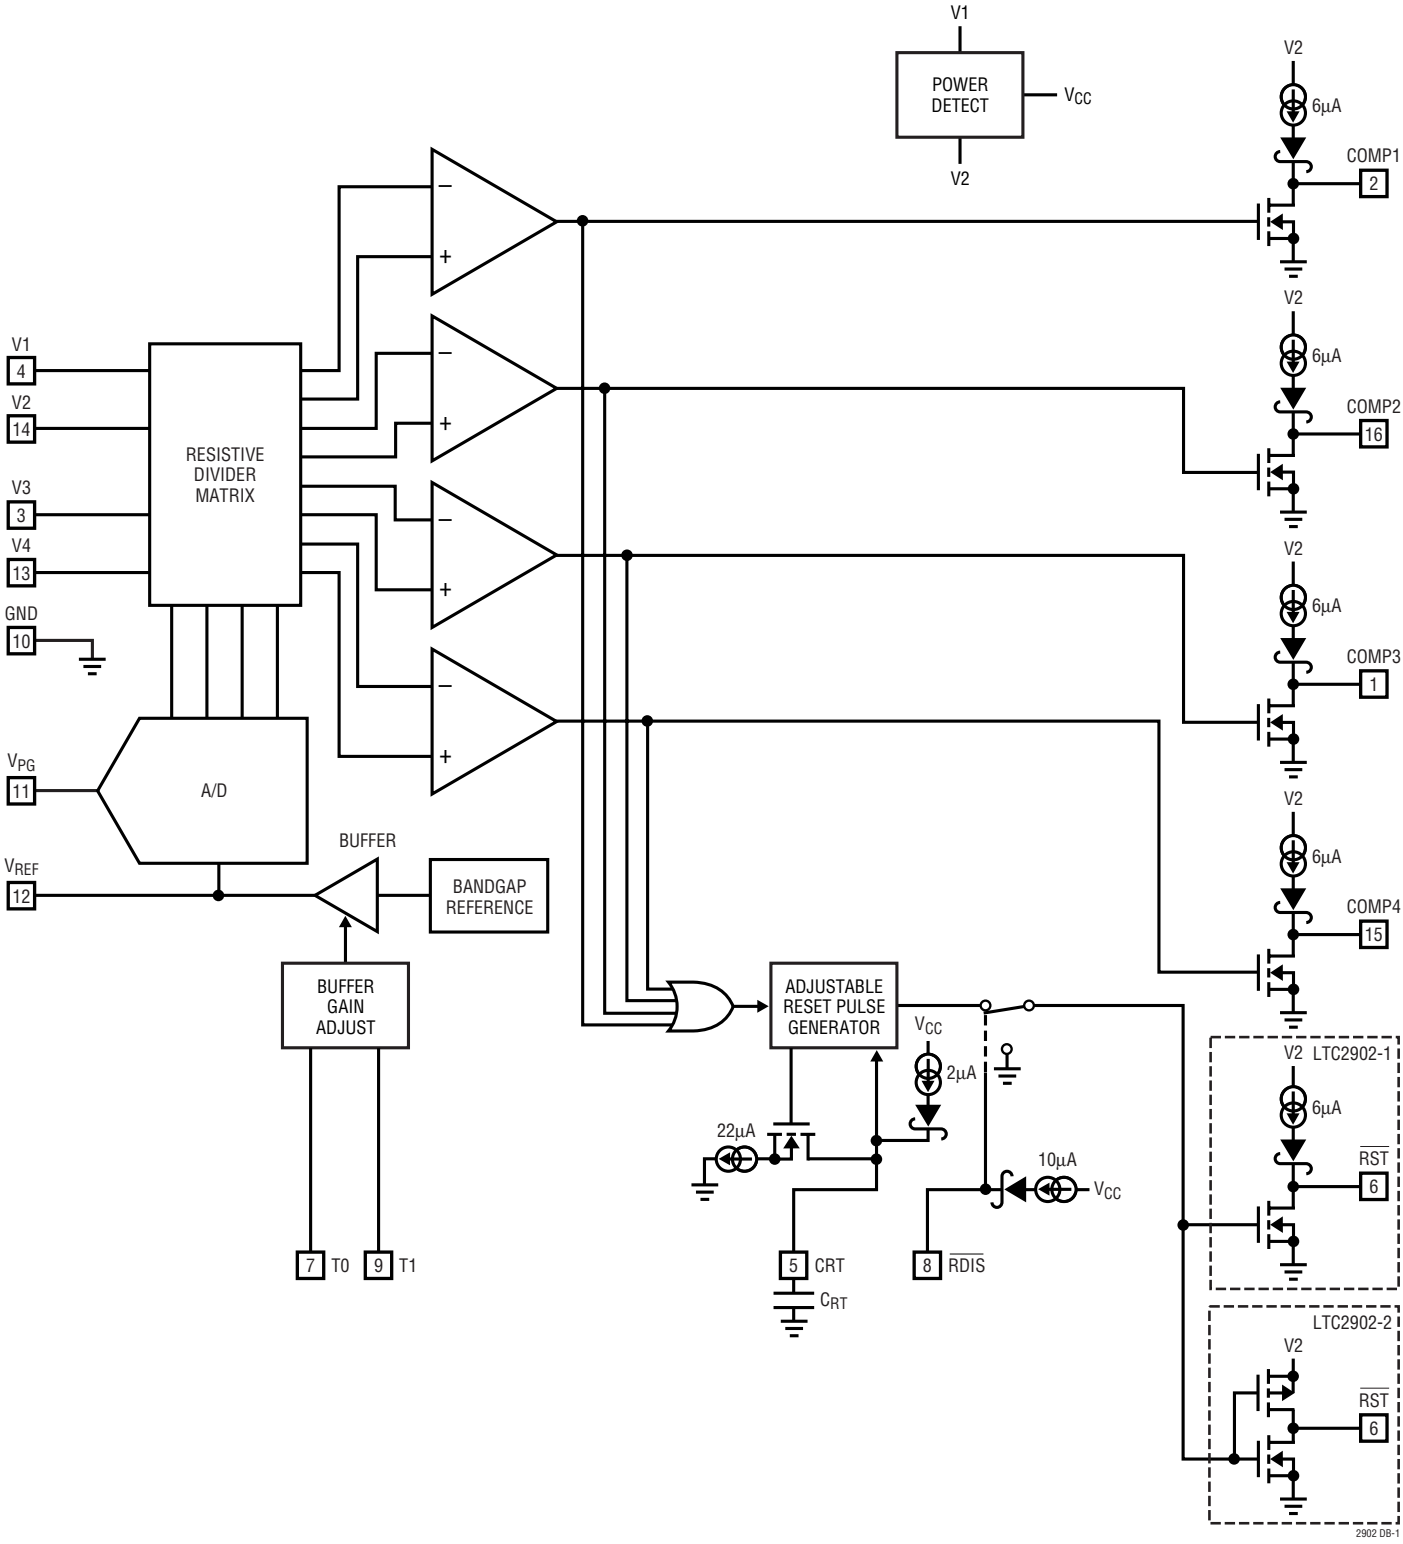 V1
POWER
DETECT
VCC
V2
V2
6µA
COMP1
2
−
+
V2
6µA
COMP2
16
−
+
V1
4
V2
14
V3
3
V4
13
GND
10
RESISTIVE
DIVIDER
MATRIX
−
+
V2
6µA
COMP3
1
−
+
VPG
11
A/D
V2
6µA
COMP4
15
VREF
12
BUFFER
BANDGAP
REFERENCE
BUFFER
GAIN
ADJUST
ADJUSTABLE
RESET PULSE
GENERATOR
VCC
2µA
22µA
10µA
VCC
7 T0
9 T1
5 CRT
CRT
8 RDIS
V2 LTC2902-1
6µA
RST
6
LTC2902-2
V2
RST
6
2902 DB-1